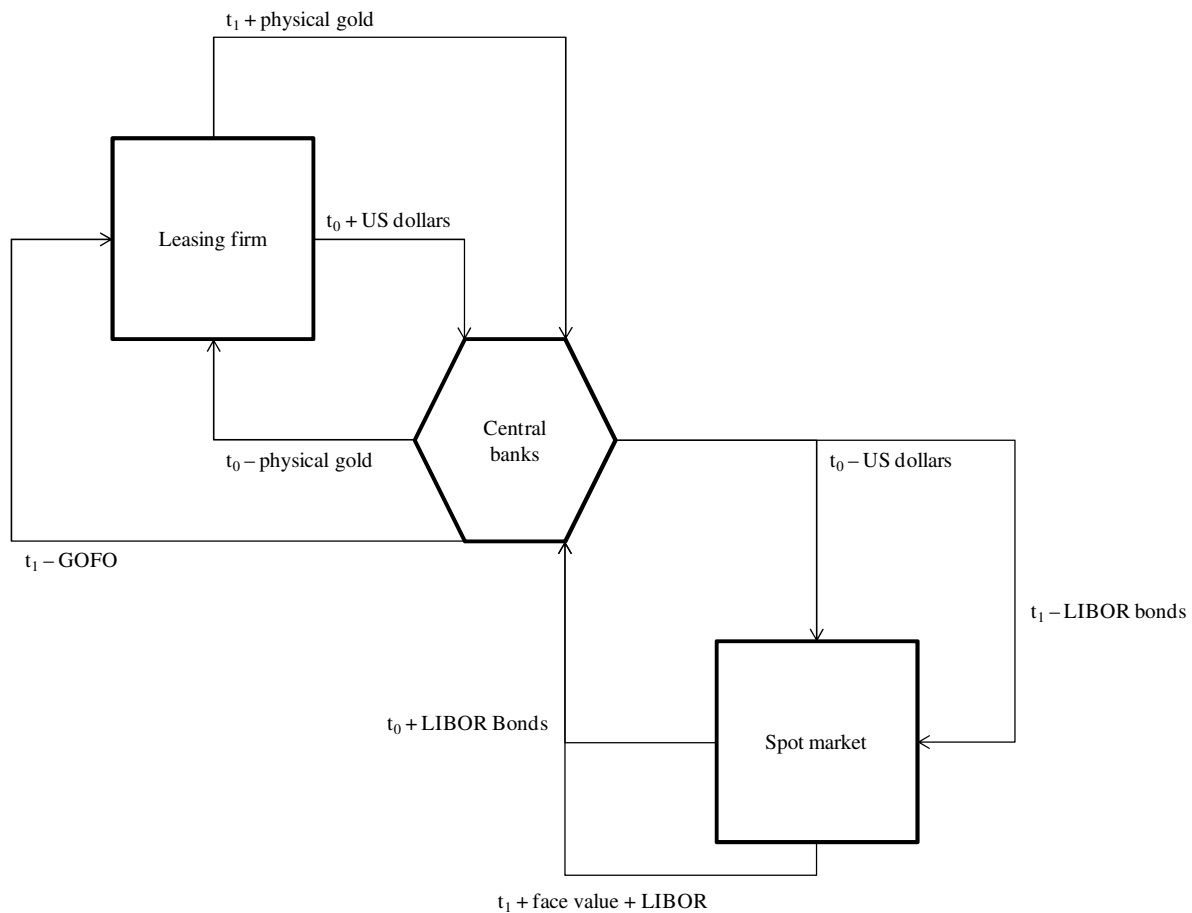 t₁ + physical gold
t₀ + US dollars
Leasing firm
Central
banks
t₀ – physical gold
t₀ – US dollars
t₁ – GOFO
t₁ – LIBOR bonds
t₀ + LIBOR Bonds
Spot market
t₁ + face value + LIBOR